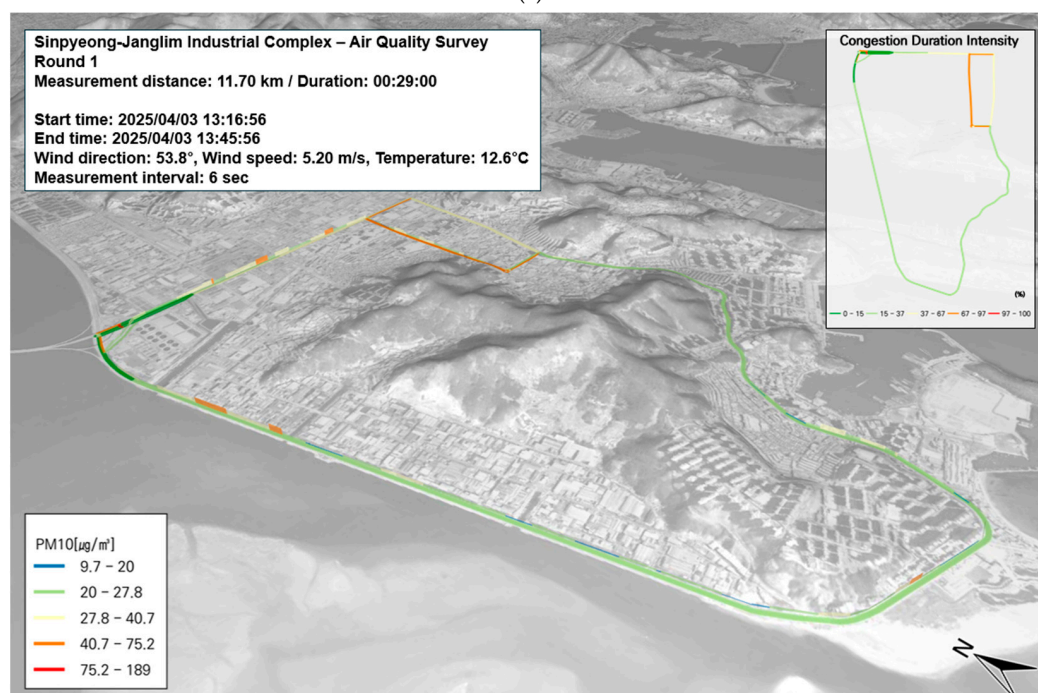 Sinpyeong-Janglim Industrial Complex – Air Quality Survey
Round 1
Measurement distance: 11.70 km / Duration: 00:29:00
Start time: 2025/04/03 13:16:56
End time: 2025/04/03 13:45:56
Wind direction: 53.8°, Wind speed: 5.20 m/s, Temperature: 12.6°C
Measurement interval: 6 sec
Congestion Duration Intensity
(%)
0 – 15 15 – 37 37 – 67 67 – 97 97 – 100
PM10[㎍/㎥]
9.7 – 20
20 – 27.8
27.8 – 40.7
40.7 – 75.2
75.2 – 189
N